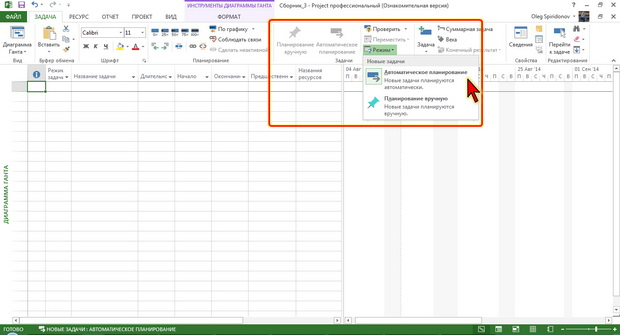 ИНСТРУМЕНТЫ ДИАГРАММЫ ГАНТА
Сборник_3 - Project профессиональный (Ознакомительная версия)
ФАЙЛ ЗАДАЧА РЕСУРС ОТЧЕТ ПРОЕКТ ВИД ФОРМАТ
Oleg Spiridonov
Диаграмма Ганта
Вставить
Calibri 11
Ж К Ч
По графику
Соблюдать связи
Сделать неактивной
Планирование вручную
Автоматическое планирование
Проверить
Переместить
Режим
Задача
Суммарная задача
Веха
Конечный результат
Сведения
Перейти к задаче
Вид
Буфер обмена
Шрифт
Планирование
Задачи
Вставить
Свойства
Редактирование
Новые задачи
Автоматическое планирование
Новые задачи планируются автоматически.
Планирование вручную
Новые задачи планируются вручную.
Режим задачи
Название задачи
Длительн
Начало
Окончание
Предшественн
Названия ресурсов
04 Авг
25 Авг '14
01 Сен '14
ДИАГРАММА ГАНТА
ГОТОВО
НОВЫЕ ЗАДАЧИ : АВТОМАТИЧЕСКОЕ ПЛАНИРОВАНИЕ